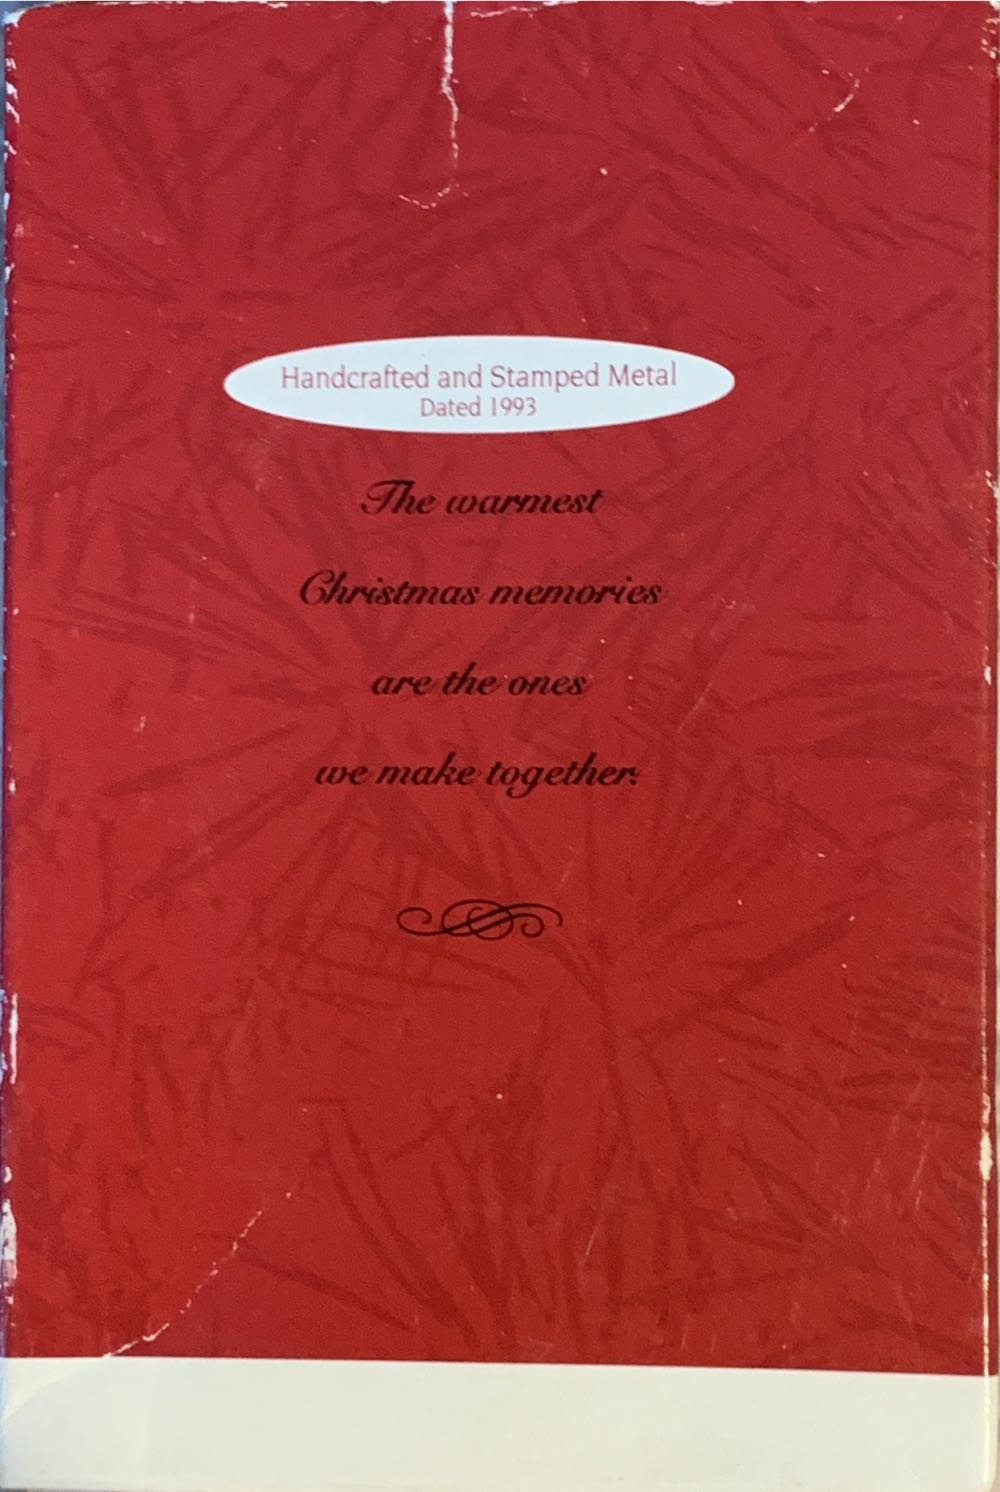 Handcrafted and Stamped Metal
Dated 1993
The warmest
Christmas memories
are the ones
we make together.